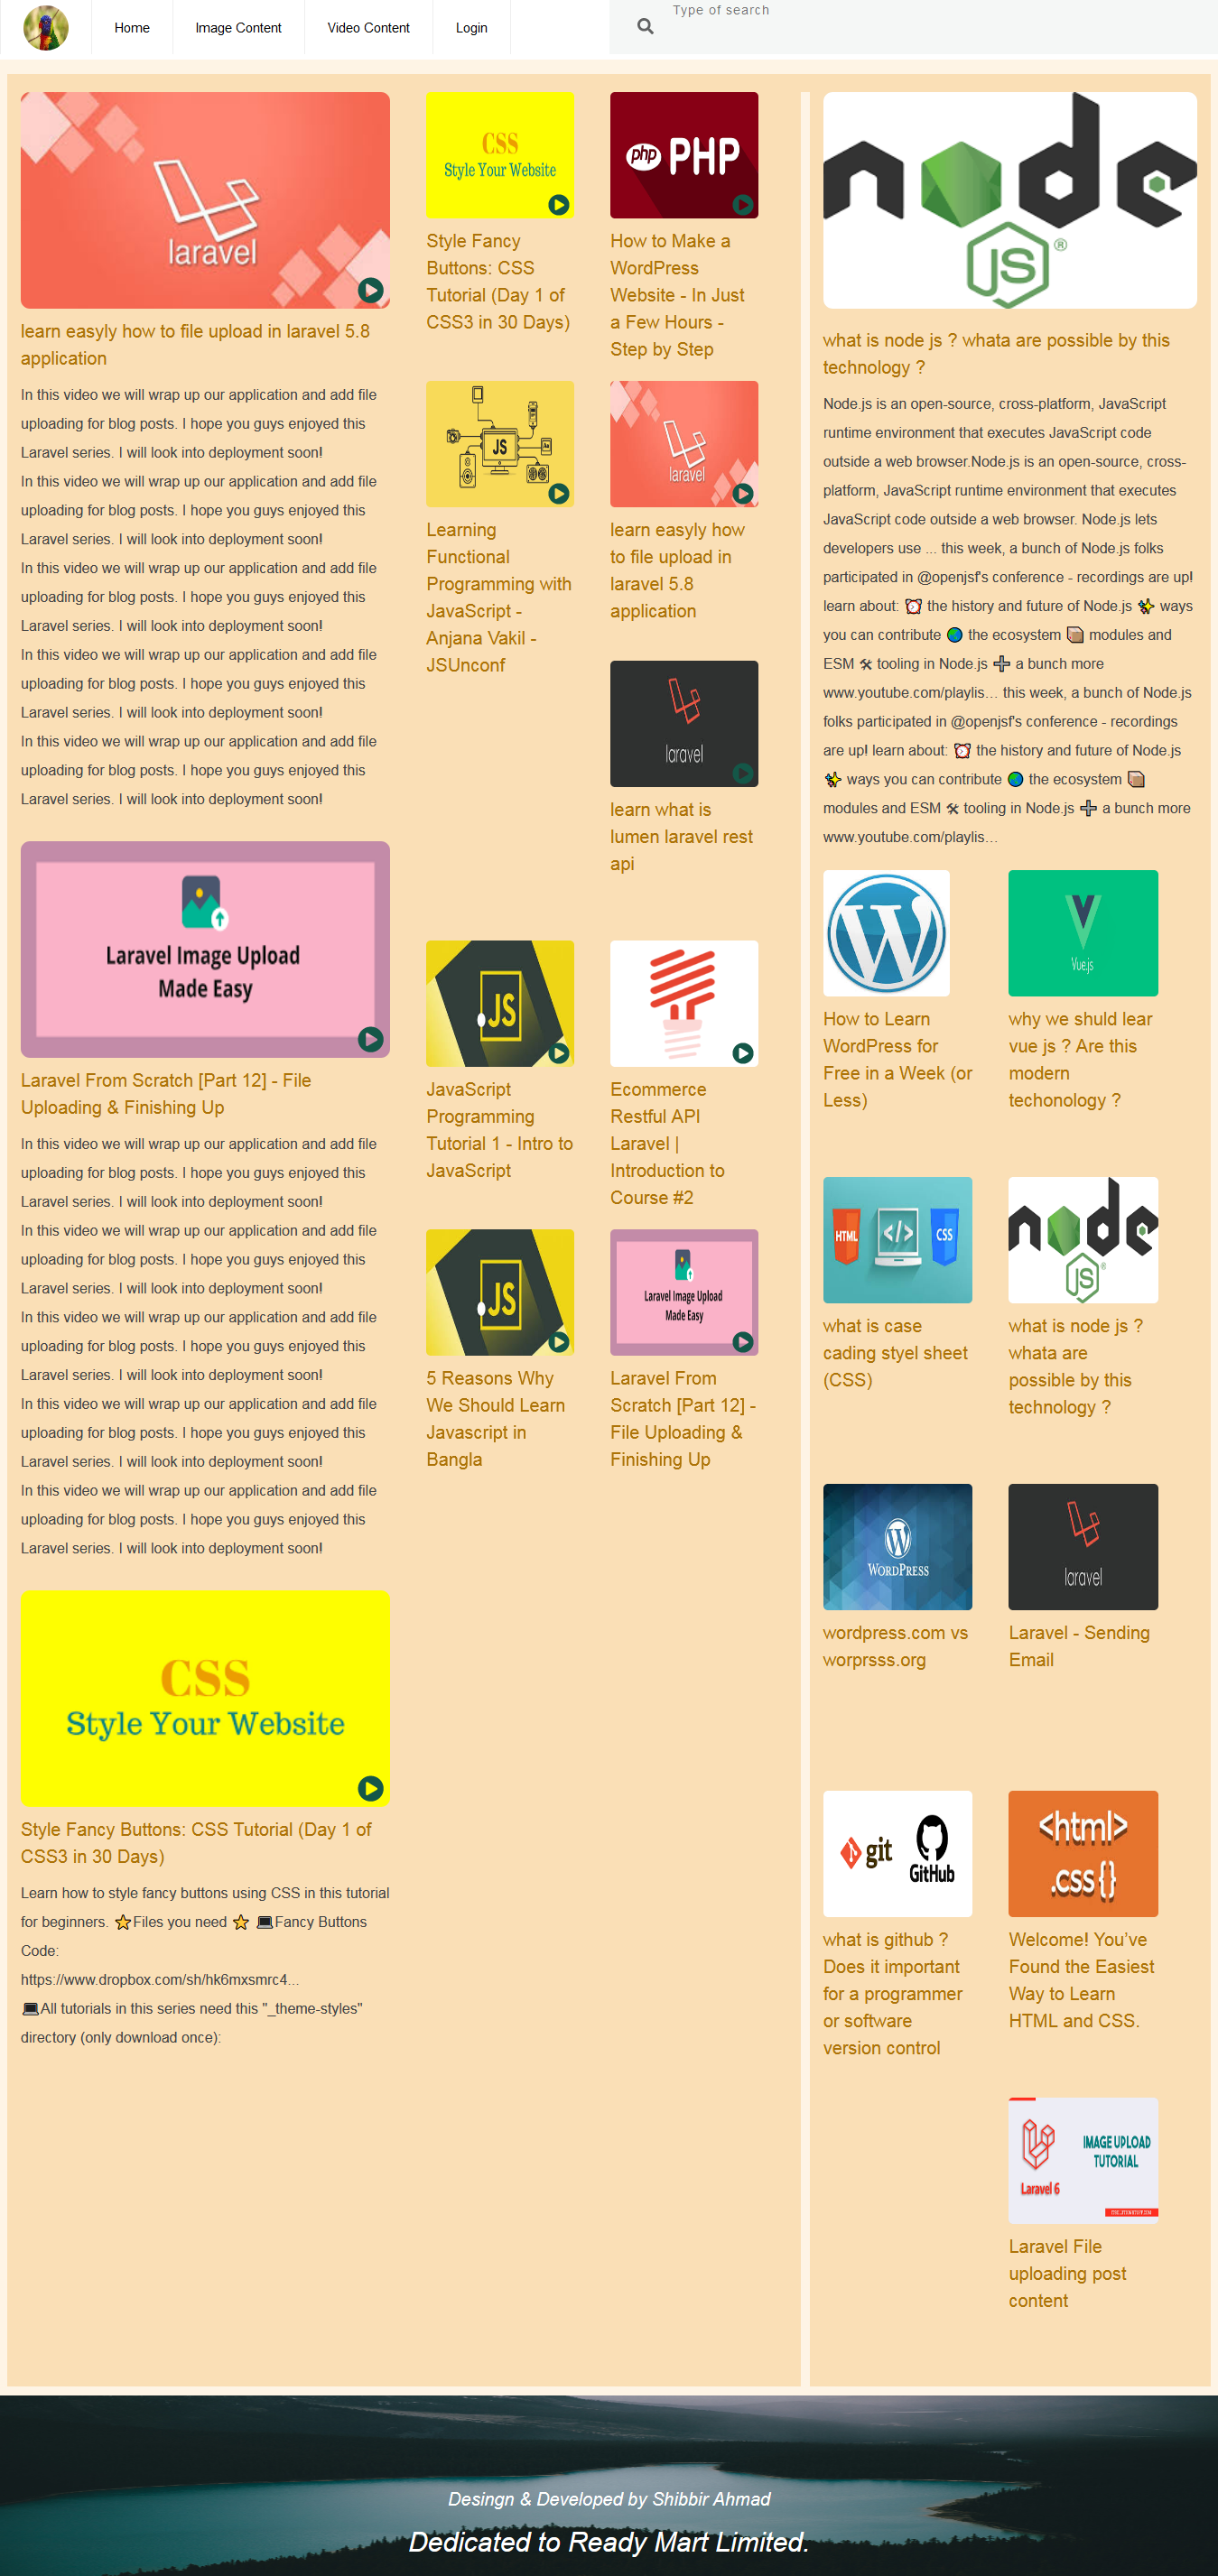 Home
Image Content
Video Content
Login
Type of search
laravel
learn easyly how to file upload in laravel 5.8
application
In this video we will wrap up our application and add file
uploading for blog posts. I hope you guys enjoyed this
Laravel series. I will look into deployment soon!
In this video we will wrap up our application and add file
uploading for blog posts. I hope you guys enjoyed this
Laravel series. I will look into deployment soon!
In this video we will wrap up our application and add file
uploading for blog posts. I hope you guys enjoyed this
Laravel series. I will look into deployment soon!
In this video we will wrap up our application and add file
uploading for blog posts. I hope you guys enjoyed this
Laravel series. I will look into deployment soon!
In this video we will wrap up our application and add file
uploading for blog posts. I hope you guys enjoyed this
Laravel series. I will look into deployment soon!
Laravel Image Upload
Made Easy
Laravel From Scratch [Part 12] - File
Uploading & Finishing Up
In this video we will wrap up our application and add file
uploading for blog posts. I hope you guys enjoyed this
Laravel series. I will look into deployment soon!
In this video we will wrap up our application and add file
uploading for blog posts. I hope you guys enjoyed this
Laravel series. I will look into deployment soon!
In this video we will wrap up our application and add file
uploading for blog posts. I hope you guys enjoyed this
Laravel series. I will look into deployment soon!
In this video we will wrap up our application and add file
uploading for blog posts. I hope you guys enjoyed this
Laravel series. I will look into deployment soon!
In this video we will wrap up our application and add file
uploading for blog posts. I hope you guys enjoyed this
Laravel series. I will look into deployment soon!
CSS
Style Your Website
Style Fancy Buttons: CSS Tutorial (Day 1 of
CSS3 in 30 Days)
Learn how to style fancy buttons using CSS in this tutorial
for beginners. ⭐Files you need ⭐ 💻Fancy Buttons
Code:
https://www.dropbox.com/sh/hk6mxsmrc4...
💻All tutorials in this series need this "_theme-styles"
directory (only download once):
CSS
Style Your Website
Style Fancy
Buttons: CSS
Tutorial (Day 1 of
CSS3 in 30 Days)
php PHP
How to Make a
WordPress
Website - In Just
a Few Hours -
Step by Step
JS
Learning
Functional
Programming with
JavaScript -
Anjana Vakil -
JSUnconf
laravel
learn easyly how
to file upload in
laravel 5.8
application
laravel
learn what is
lumen laravel rest
api
JS
JavaScript
Programming
Tutorial 1 - Intro to
JavaScript
Ecommerce
Restful API
Laravel |
Introduction to
Course #2
JS
5 Reasons Why
We Should Learn
Javascript in
Bangla
Laravel Image Upload
Made Easy
Laravel From
Scratch [Part 12] -
File Uploading &
Finishing Up
node
JS®
what is node js ? whata are possible by this
technology ?
Node.js is an open-source, cross-platform, JavaScript
runtime environment that executes JavaScript code
outside a web browser.Node.js is an open-source, cross-
platform, JavaScript runtime environment that executes
JavaScript code outside a web browser. Node.js lets
developers use ... this week, a bunch of Node.js folks
participated in @openjsf's conference - recordings are up!
learn about: ⏰ the history and future of Node.js ✨ ways
you can contribute 🌏 the ecosystem 📦 modules and
ESM 🛠 tooling in Node.js ➕ a bunch more
www.youtube.com/playlis… this week, a bunch of Node.js
folks participated in @openjsf's conference - recordings
are up! learn about: ⏰ the history and future of Node.js
✨ ways you can contribute 🌏 the ecosystem 📦
modules and ESM 🛠 tooling in Node.js ➕ a bunch more
www.youtube.com/playlis…
W
How to Learn
WordPress for
Free in a Week (or
Less)
Vue.js
why we shuld lear
vue js ? Are this
modern
techonology ?
HTML </> CSS
what is case
cading styel sheet
(CSS)
node
JS®
what is node js ?
whata are
possible by this
technology ?
WORDPRESS
wordpress.com vs
worprsss.org
laravel
Laravel - Sending
Email
git GitHub
what is github ?
Does it important
for a programmer
or software
version control
<html>
.css{}
Welcome! You’ve
Found the Easiest
Way to Learn
HTML and CSS.
IMAGE UPLOAD
TUTORIAL
Laravel 6
Laravel File
uploading post
content
Desingn & Developed by Shibbir Ahmad
Dedicated to Ready Mart Limited.